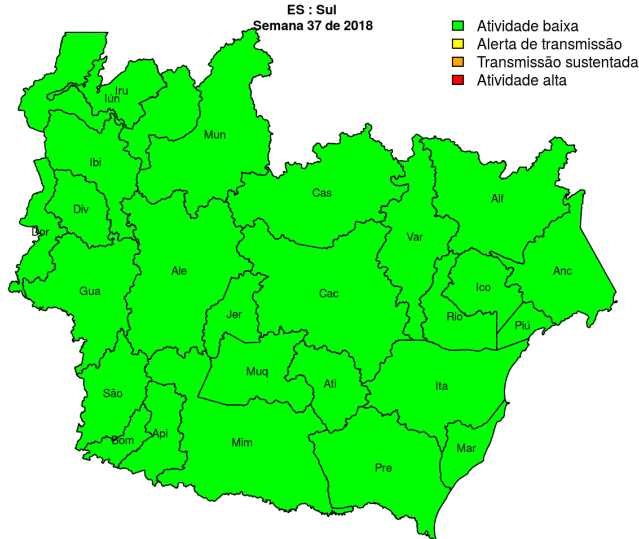 ES : Sul
Semana 37 de 2018
Atividade baixa
Alerta de transmissão
Transmissão sustentada
Atividade alta
Iru
Iún
Mun
Ibi
Cas
Alf
Div
Dor
Var
Ale
Anc
Gua
Cac
Ico
Jer
Rio
Piú
Muq
Ati
Ita
São
Api
Bom
Mim
Mar
Pre